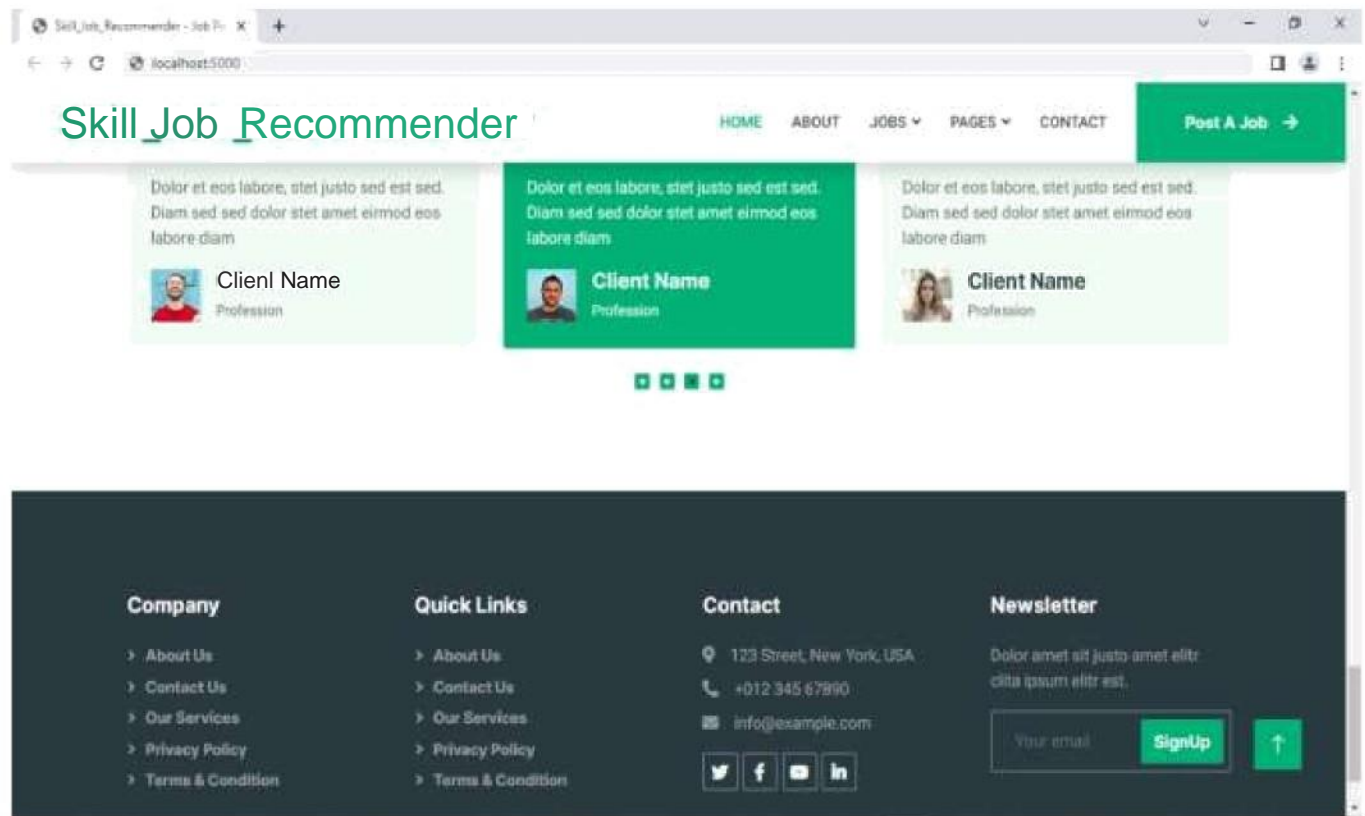 Skill_Job_Recommender - Job P
localhost:5000
Skill_Job_Recommender
HOME ABOUT JOBS PAGES CONTACT Post A Job
Dolor et eos labore, stet justo sed est sed.
Diam sed sed dolor stet amet eirmod eos
labore diam
Clienl Name
Profession
Dolor et eos labore, stet justo sed est sed.
Diam sed sed dolor stet amet eirmod eos
labore diam
Client Name
Profession
Dolor et eos labore, stet justo sed est sed.
Diam sed sed dolor stet amet eirmod eos
labore diam
Client Name
Profession
Company
> About Us
> Contact Us
> Our Services
> Privacy Policy
> Terms & Condition
Quick Links
> About Us
> Contact Us
> Our Services
> Privacy Policy
> Terms & Condition
Contact
123 Street, New York, USA
+012 345 67890
info@example.com
Newsletter
Dolor amet sit justo amet elitr
clita ipsum elitr est.
Your email SignUp